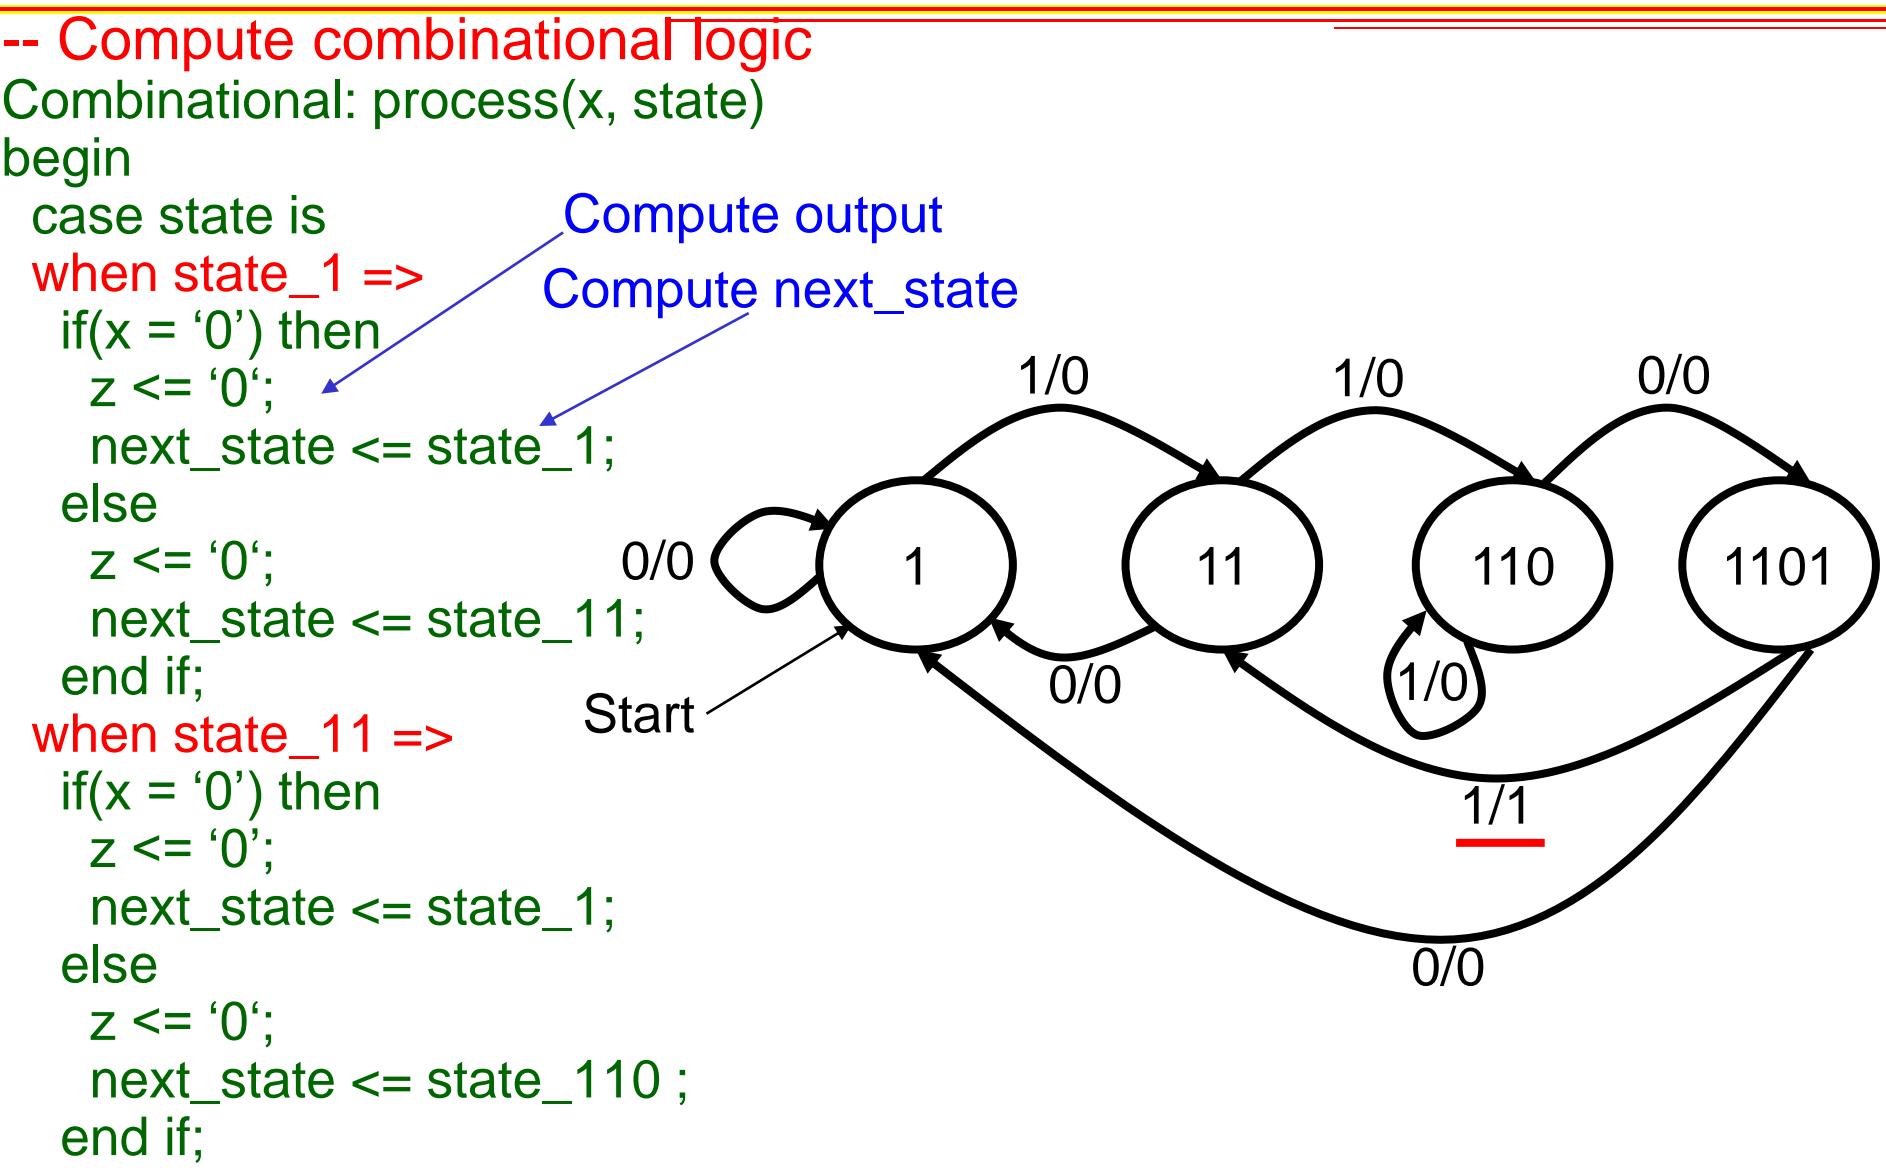 -- Compute combinational logic
Combinational: process(x, state)
begin
case state is
when state_1 =>
if(x = ‘0’) then
z <= ‘0‘;
next_state <= state_1;
else
z <= ‘0‘;
next_state <= state_11;
end if;
when state_11 =>
if(x = ‘0’) then
z <= ‘0’;
next_state <= state_1;
else
z <= ‘0‘;
next_state <= state_110 ;
end if;
Compute output
Compute next_state
1/0
1/0
0/0
0/0
1
11
110
1101
0/0
1/0
Start
1/1
0/0